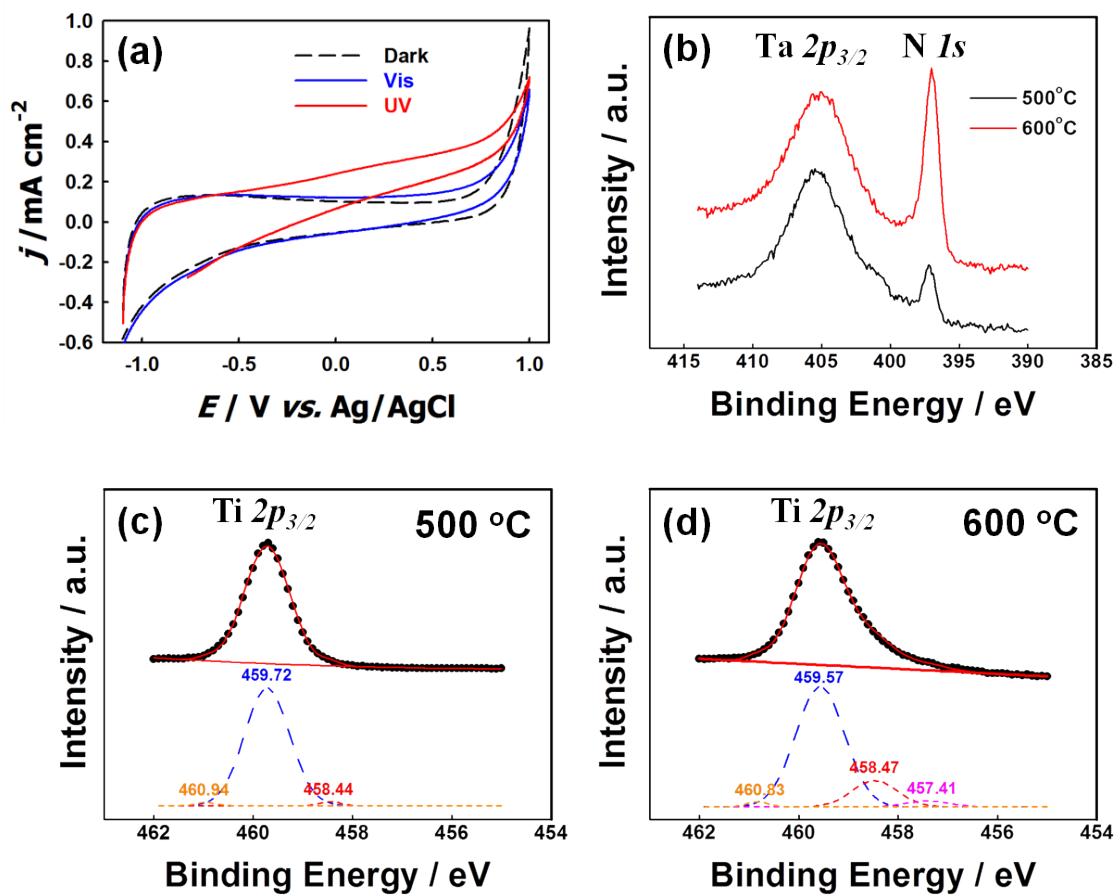 (a)
Dark
Vis
UV
1.0
0.8
0.6
0.4
0.2
0.0
-0.2
-0.4
-0.6
j / mA cm-2
-1.0 -0.5 0.0 0.5 1.0
E / V vs. Ag/AgCl
(b)
Ta 2p3/2 N 1s
500°C
600°C
Intensity / a.u.
415 410 405 400 395 390 385
Binding Energy / eV
(c)
Ti 2p3/2
500 °C
459.72
460.94
458.44
Intensity / a.u.
462 460 458 456 454
Binding Energy / eV
(d)
Ti 2p3/2
600 °C
459.57
458.47
460.83
457.41
Intensity / a.u.
462 460 458 456 454
Binding Energy / eV